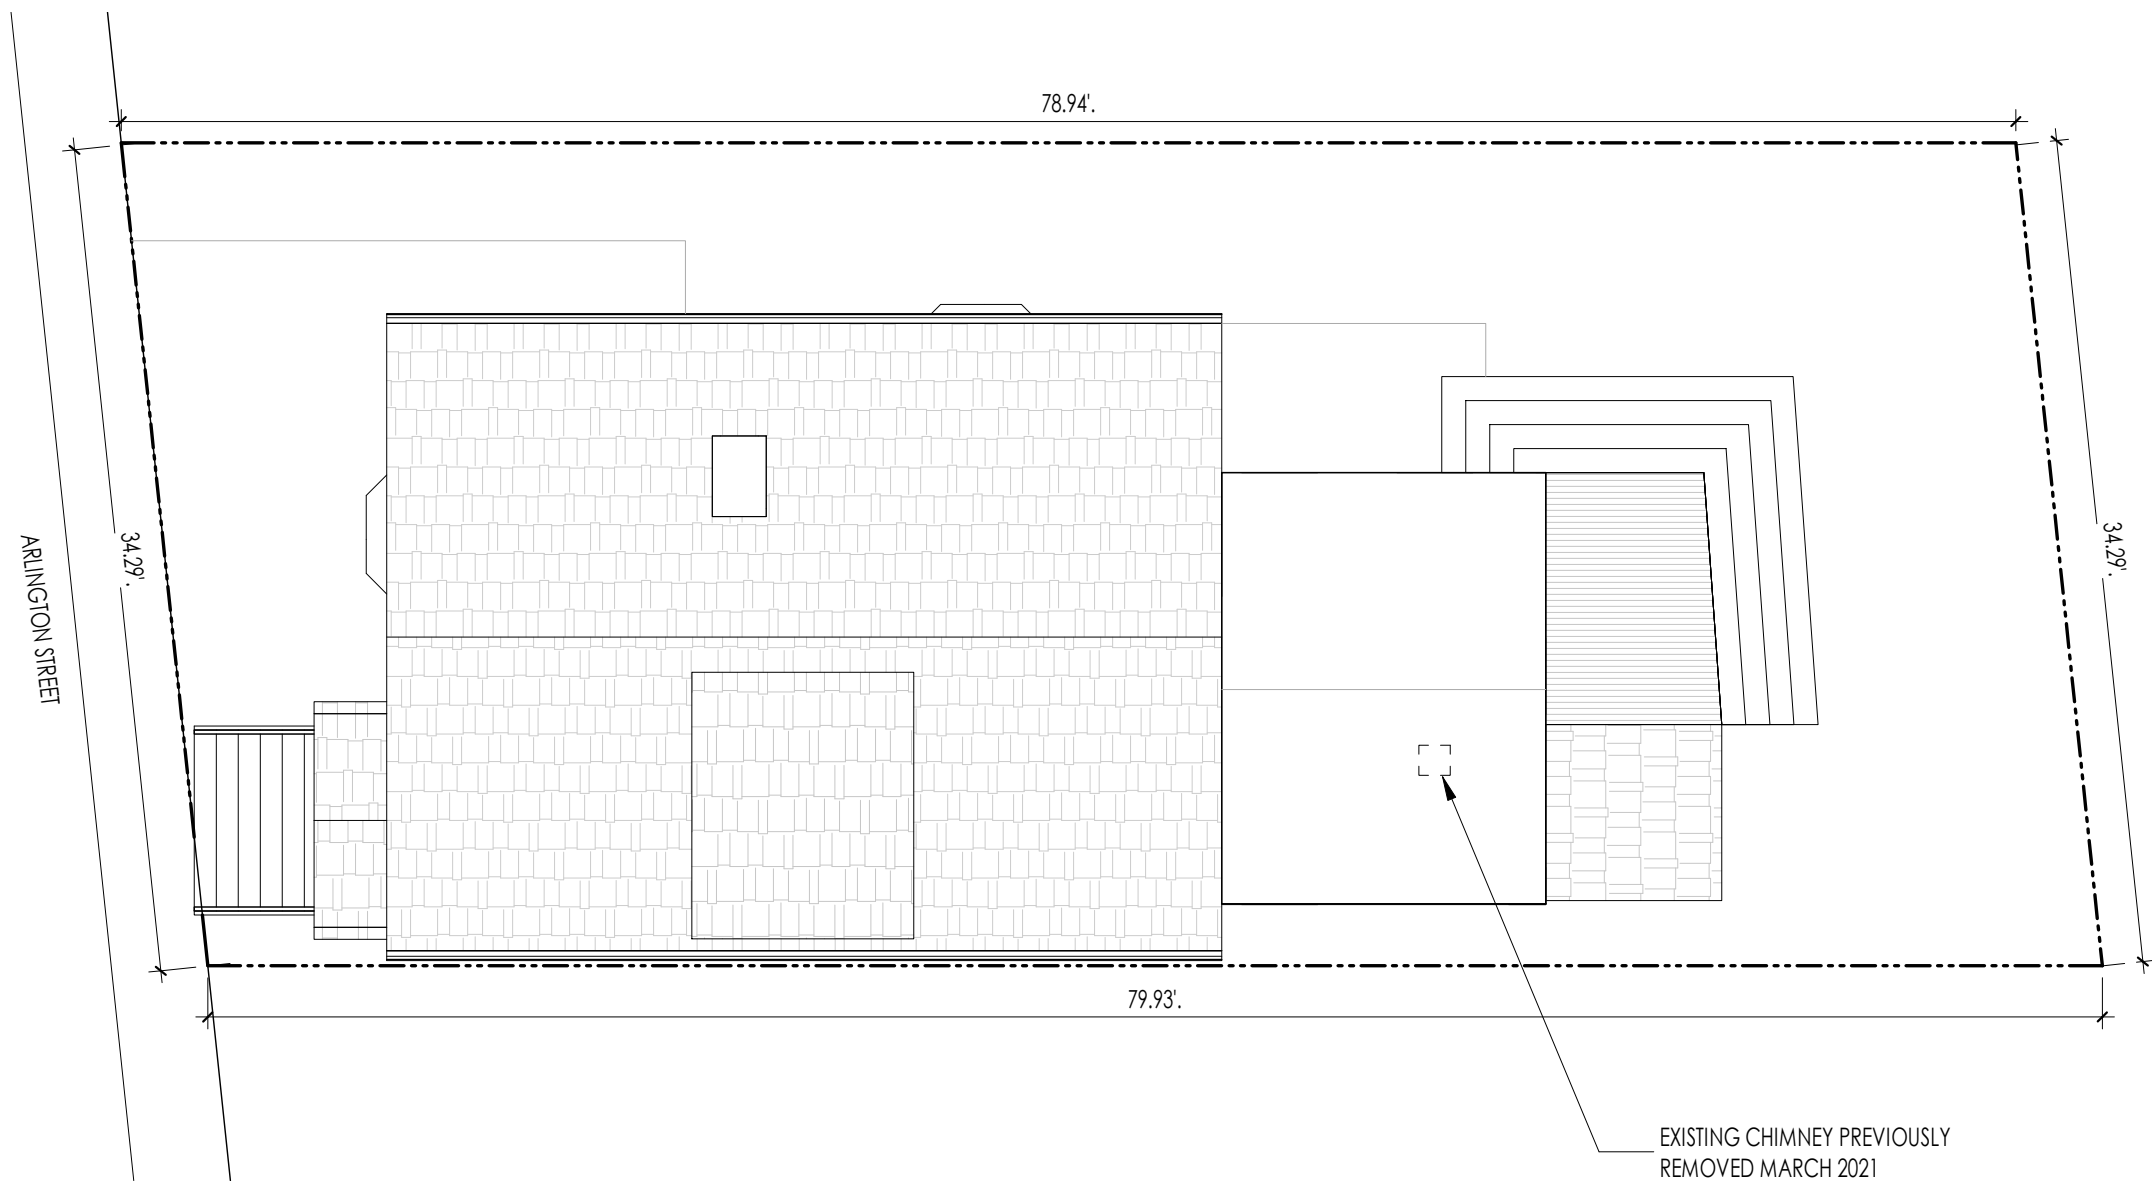 78.94'.
34.29'.
ARLINGTON STREET
34.29'.
79.93'.
EXISTING CHIMNEY PREVIOUSLY
REMOVED MARCH 2021